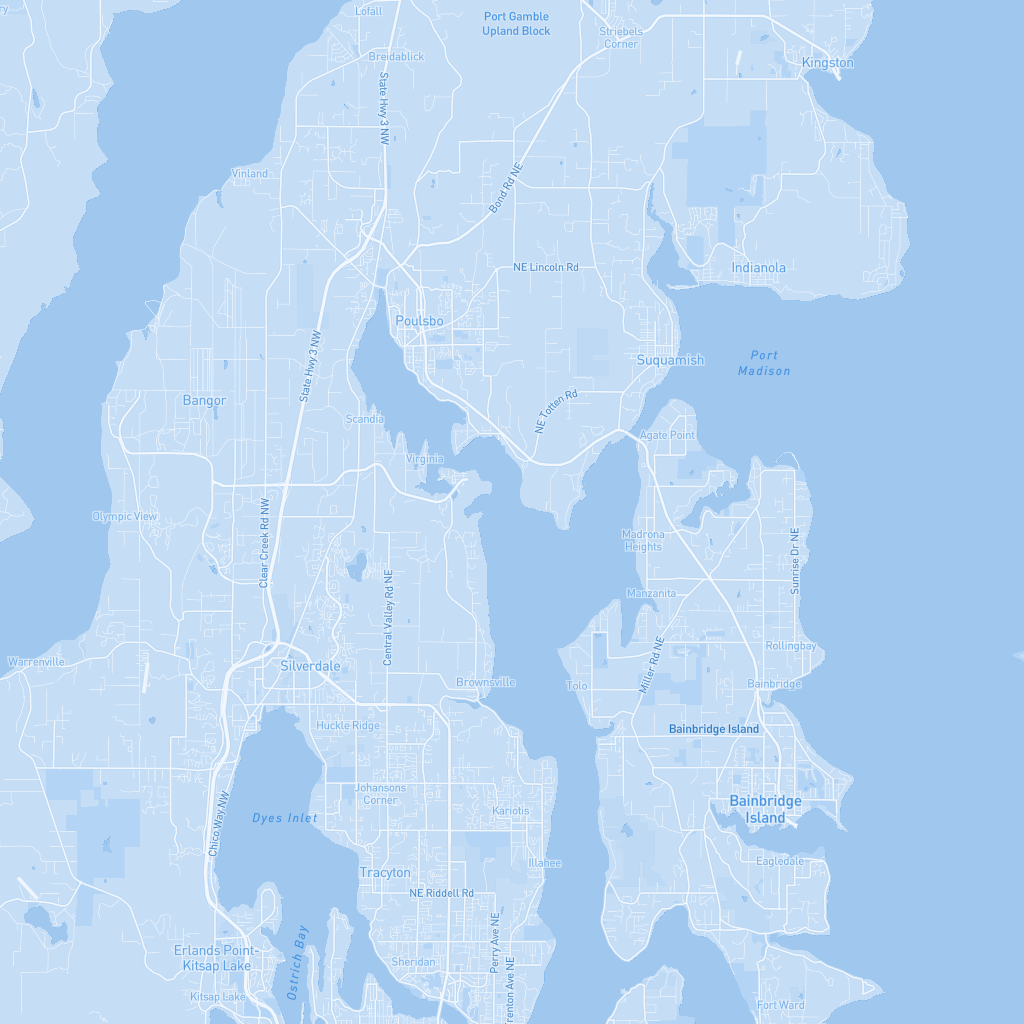 Lofall
Port Gamble
Upland Block
Striebels
Corner
Breidablick
Kingston
State Hwy 3 NW
Vinland
Bond Rd NE
NE Lincoln Rd
Indianola
Poulsbo
State Hwy 3 NW
Suquamish
Port
Madison
Bangor
NE Totten Rd
Scandia
Agate Point
Virginia
Olympic View
Clear Creek Rd NW
Madrona
Heights
Sunrise Dr NE
Central Valley Rd NE
Manzanita
Warrenville
Silverdale
Miller Rd NE
Rollingbay
Brownsville
Tolo
Bainbridge
Huckle Ridge
Bainbridge Island
Johansons
Corner
Chico Way NW
Dyes Inlet
Kariotis
Bainbridge
Island
Tracyton
Illahee
Eagledale
NE Riddell Rd
Erlands Point-
Kitsap Lake
Ostrich Bay
Perry Ave NE
Sheridan
Trenton Ave NE
Kitsap Lake
Fort Ward